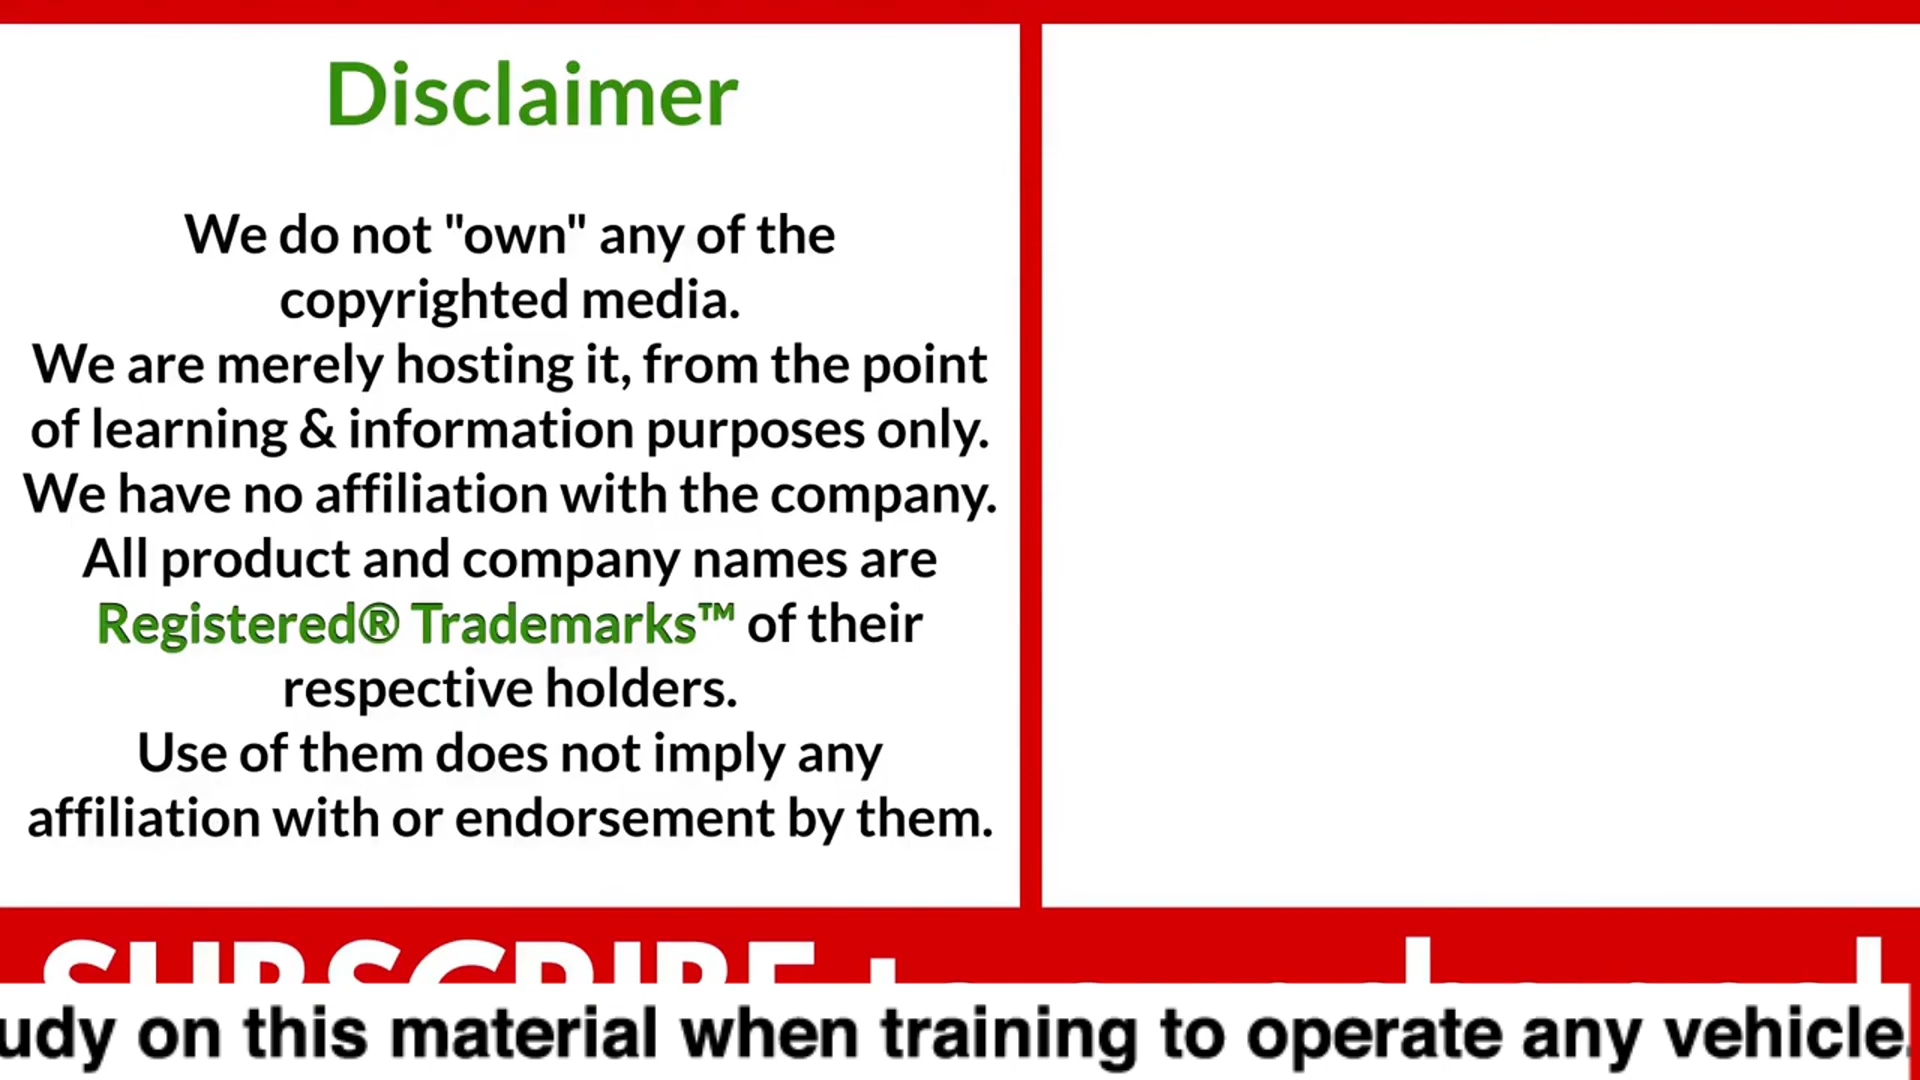 Disclaimer
We do not "own" any of the
copyrighted media.
We are merely hosting it, from the point
of learning & information purposes only.
We have no affiliation with the company.
All product and company names are
Registered® Trademarks™ of their
respective holders.
Use of them does not imply any
affiliation with or endorsement by them.
SUBSCRIBE
udy on this material when training to operate any vehicle.